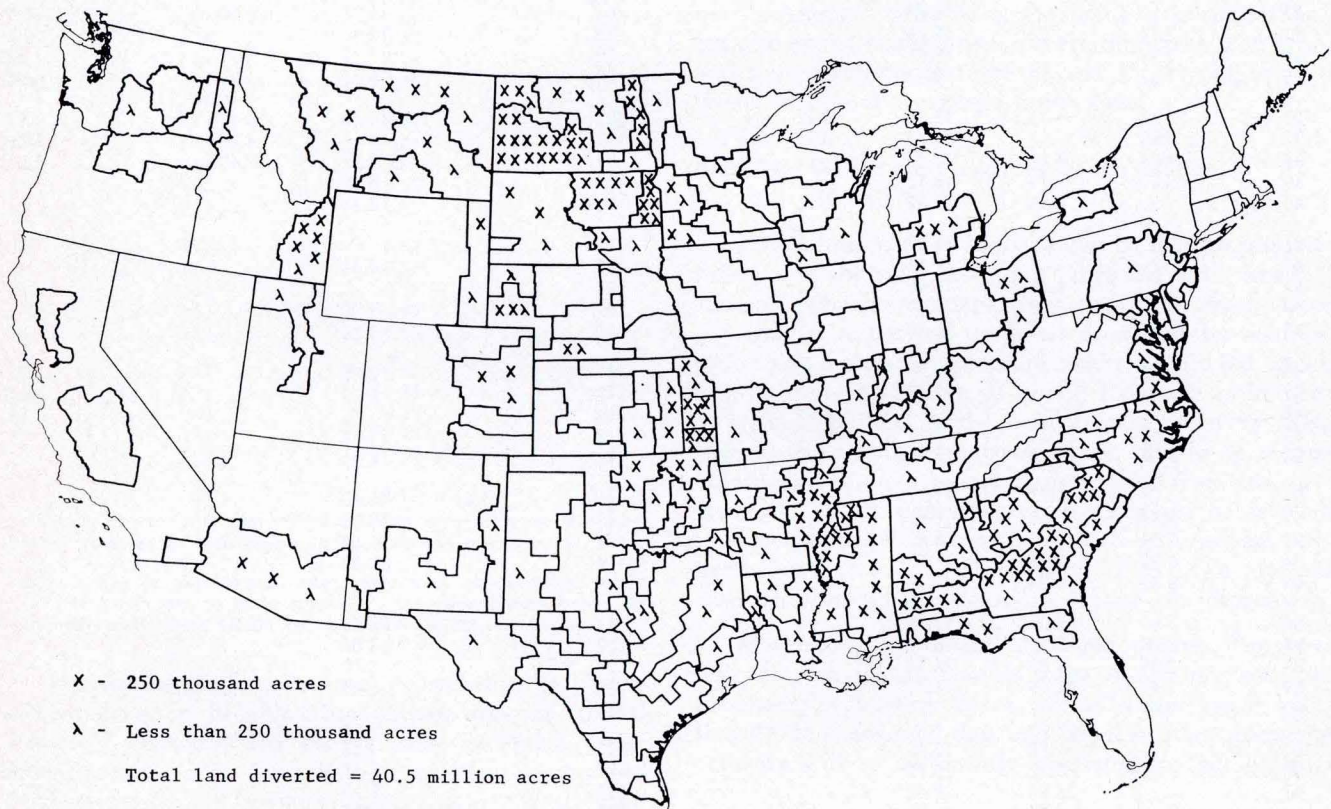 X - 250 thousand acres
λ - Less than 250 thousand acres
Total land diverted = 40.5 million acres